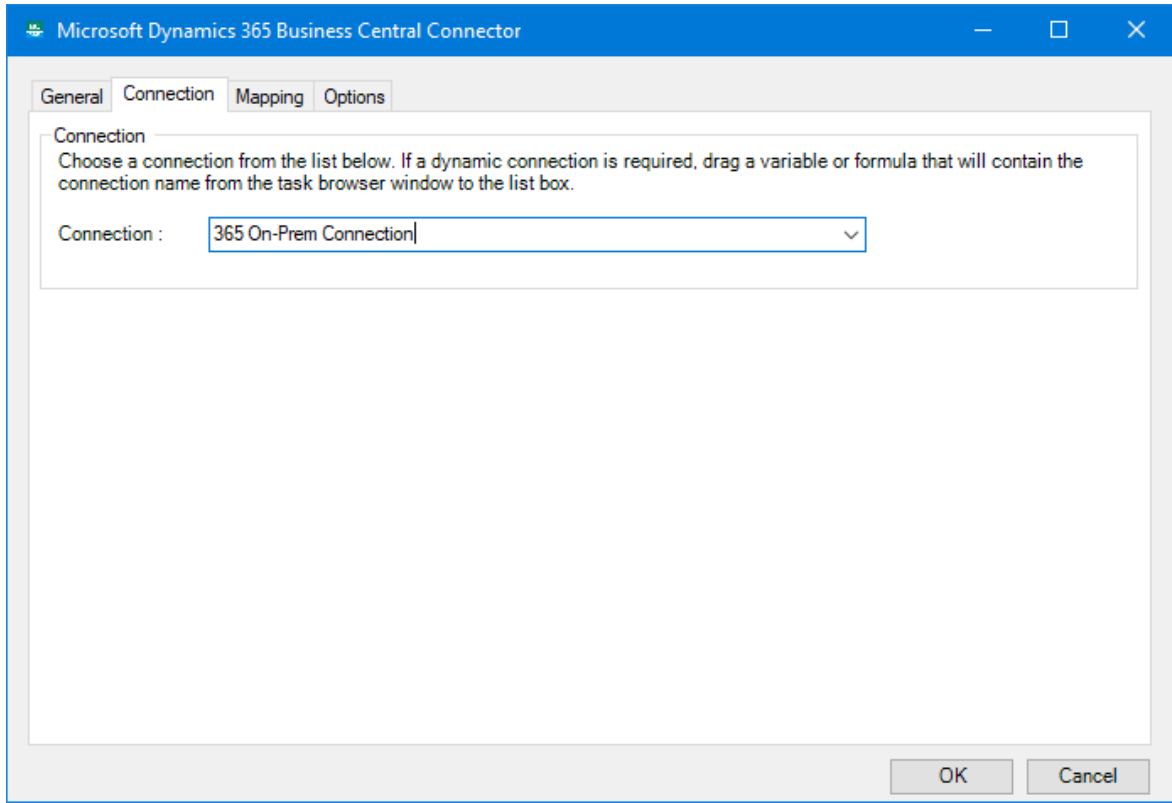 Microsoft Dynamics 365 Business Central Connector
General Connection Mapping Options
Connection
Choose a connection from the list below. If a dynamic connection is required, drag a variable or formula that will contain the
connection name from the task browser window to the list box.
Connection : 365 On-Prem Connection
OK Cancel